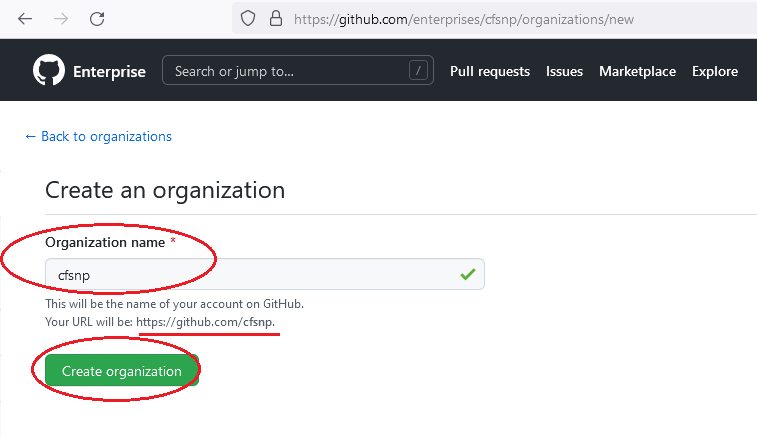 https://github.com/enterprises/cfsnp/organizations/new
Enterprise Search or jump to... / Pull requests Issues Marketplace Explore
← Back to organizations
Create an organization
Organization name *
cfsnp
This will be the name of your account on GitHub.
Your URL will be: https://github.com/cfsnp.
Create organization